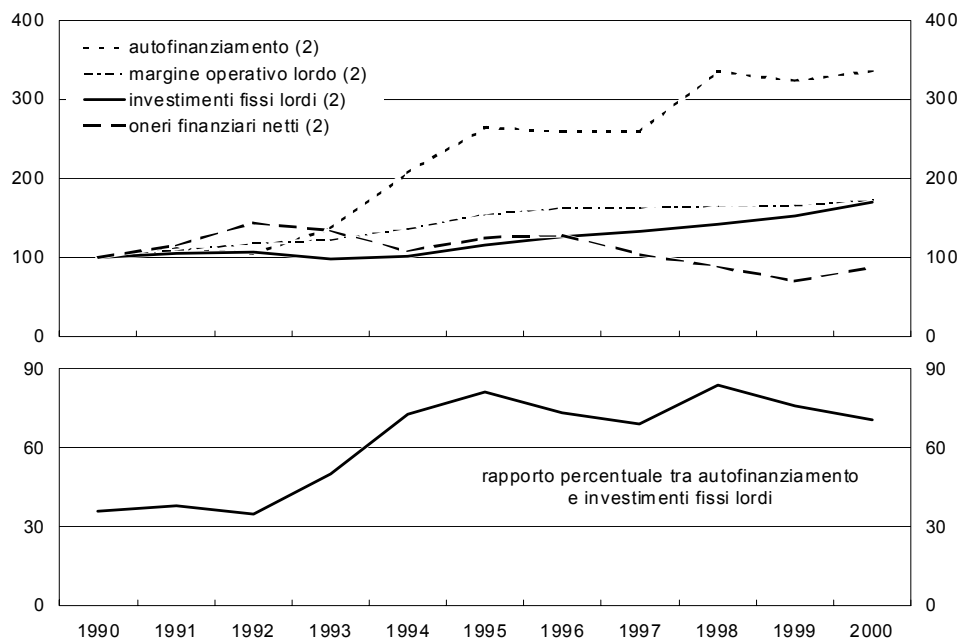 400
400
autofinanziamento (2)
margine operativo lordo (2)
300
investimenti fissi lordi (2)
300
oneri finanziari netti (2)
200
200
100
100
0
0
90
90
60
60
rapporto percentuale tra autofinanziamento
e investimenti fissi lordi
30
30
0
0
1990 1991 1992 1993 1994 1995 1996 1997 1998 1999 2000